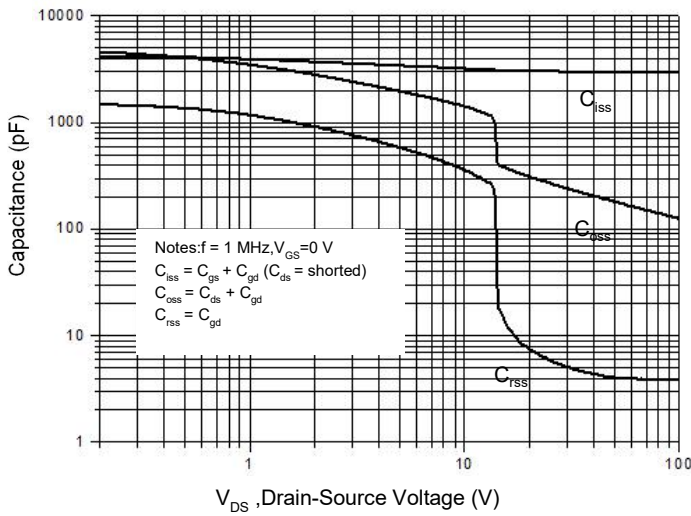 10000
1000
100
10
1
Capacitance (pF)
C_iss
C_oss
C_rss
Notes:f = 1 MHz,V_GS=0 V
C_iss = C_gs + C_gd (C_ds = shorted)
C_oss = C_ds + C_gd
C_rss = C_gd
1
10
100
V_DS ,Drain-Source Voltage (V)